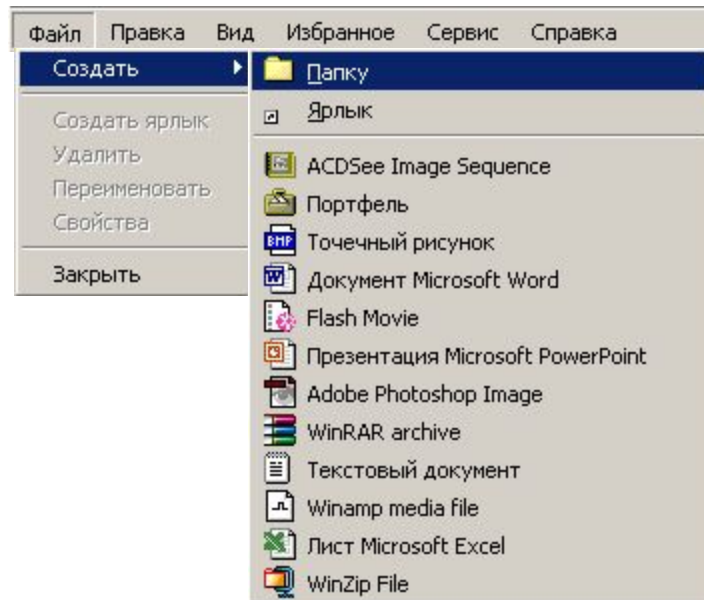 Файл Правка Вид Избранное Сервис Справка
Создать
Создать ярлык
Удалить
Переименовать
Свойства
Закрыть
Папку
Ярлык
ACDSee Image Sequence
Портфель
BMP Точечный рисунок
Документ Microsoft Word
Flash Movie
Презентация Microsoft PowerPoint
Adobe Photoshop Image
WinRAR archive
Текстовый документ
Winamp media file
Лист Microsoft Excel
WinZip File